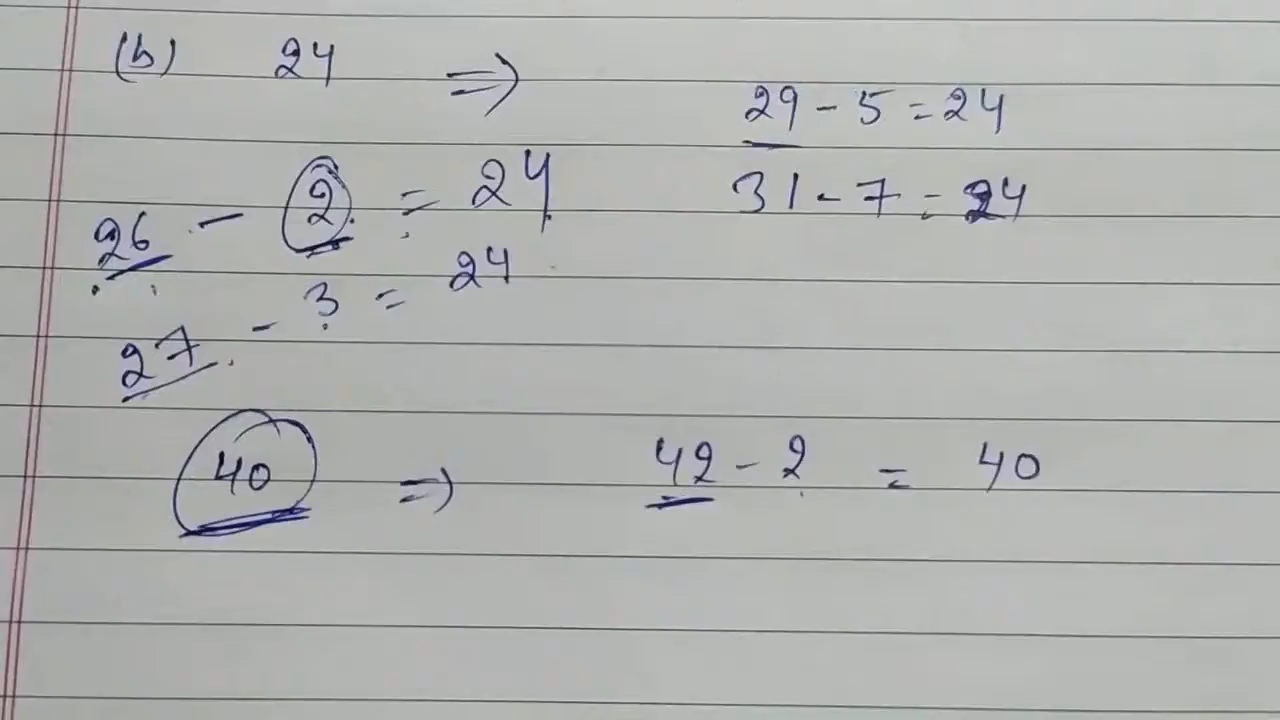 (b) 24 ⇒
29 - 5 = 24
26 - 2 = 24
31 - 7 = 24
27 - 3 = 24
40 ⇒ 42 - 2 = 40